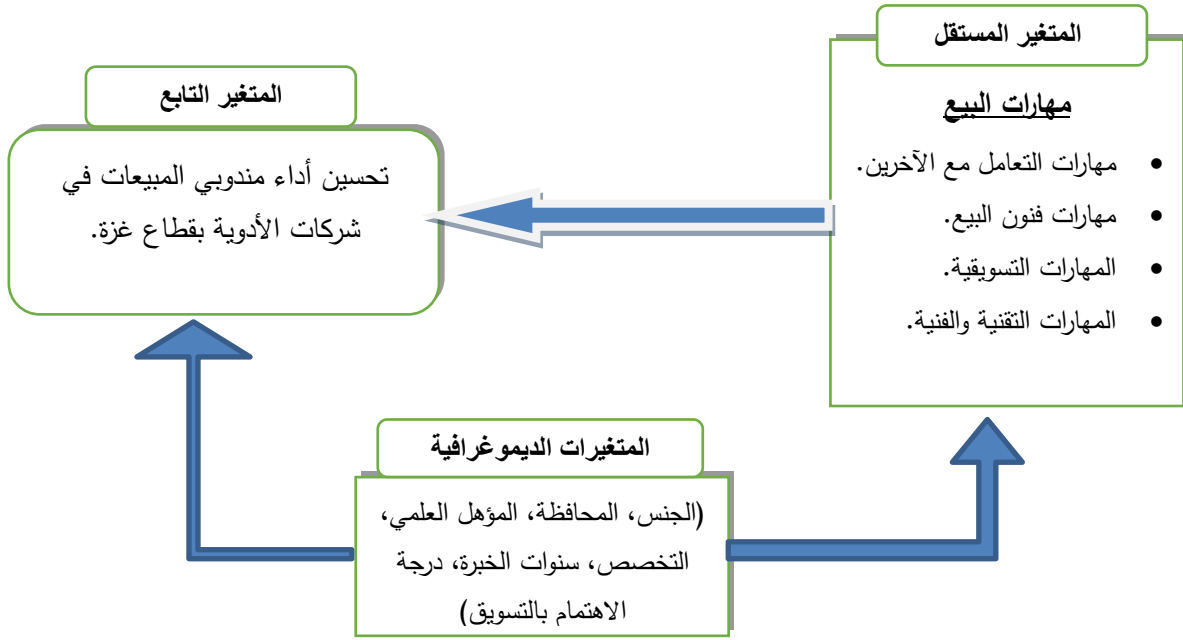 المتغير المستقل
مهارات البيع
• مهارات التعامل مع الآخرين.
• مهارات فنون البيع.
• المهارات التسويقية.
• المهارات التقنية والفنية.
المتغير التابع
تحسين أداء مندوبي المبيعات في
شركات الأدوية بقطاع غزة.
المتغيرات الديموغرافية
(الجنس، المحافظة، المؤهل العلمي،
التخصص، سنوات الخبرة، درجة
الاهتمام بالتسويق)